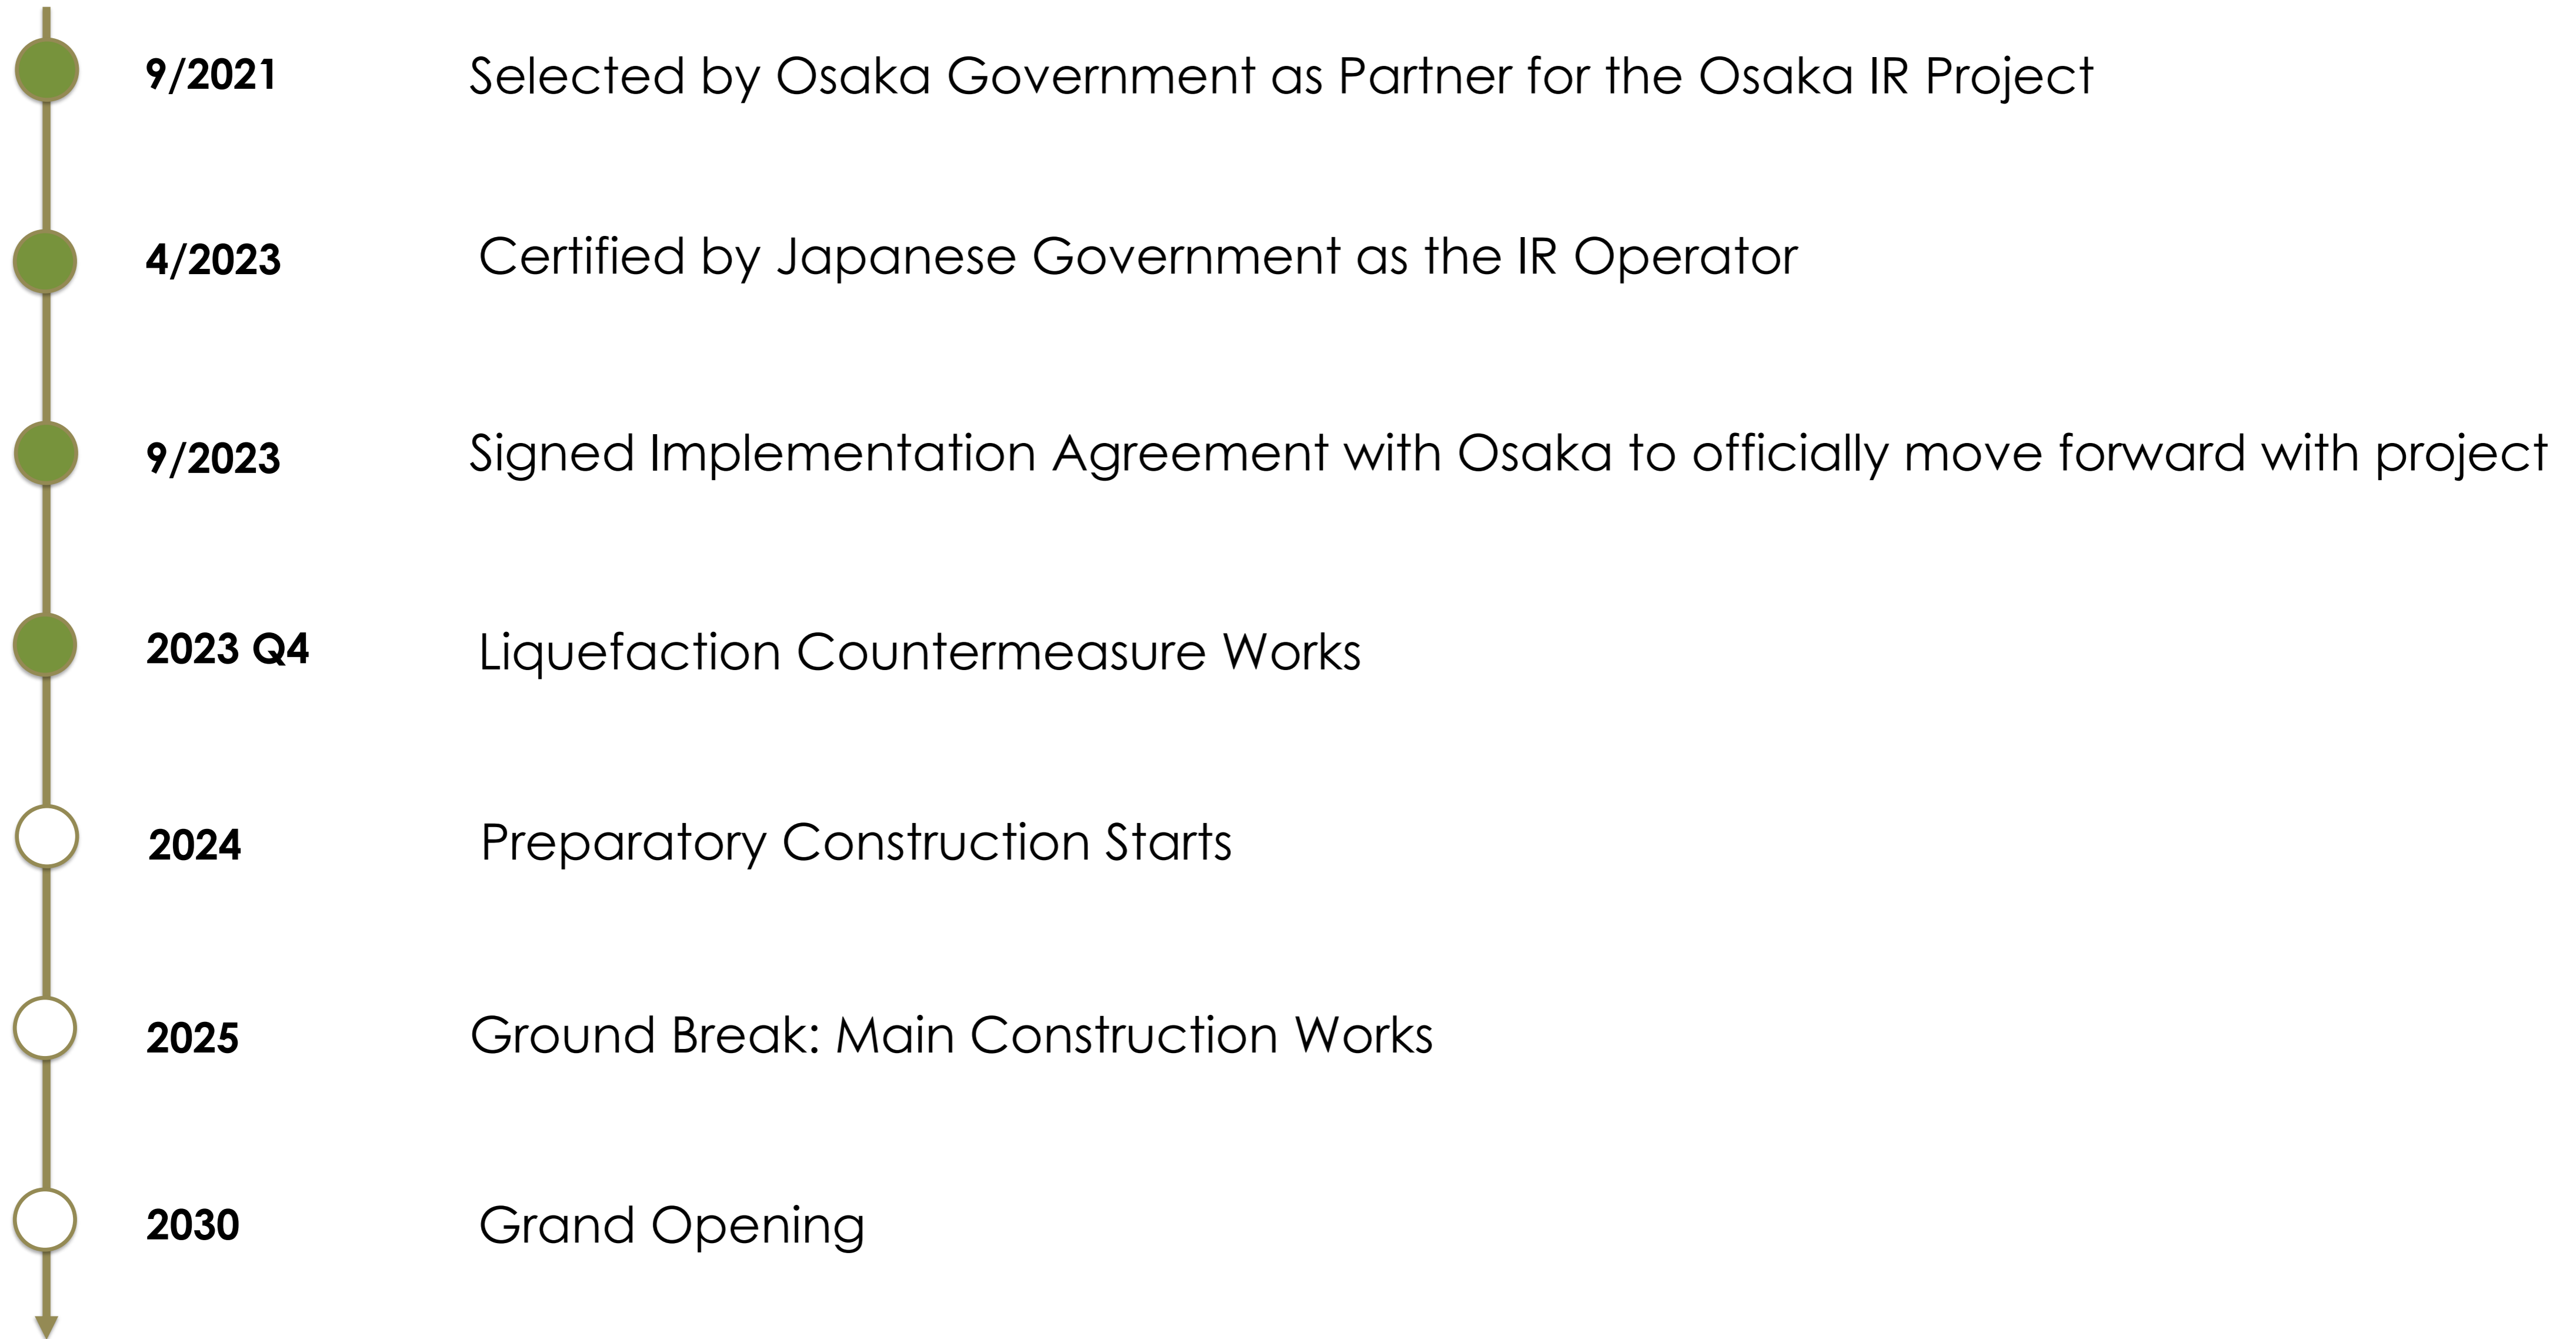 9/2021 Selected by Osaka Government as Partner for the Osaka IR Project
4/2023 Certified by Japanese Government as the IR Operator
9/2023 Signed Implementation Agreement with Osaka to officially move forward with project
2023 Q4 Liquefaction Countermeasure Works
2024 Preparatory Construction Starts
2025 Ground Break: Main Construction Works
2030 Grand Opening